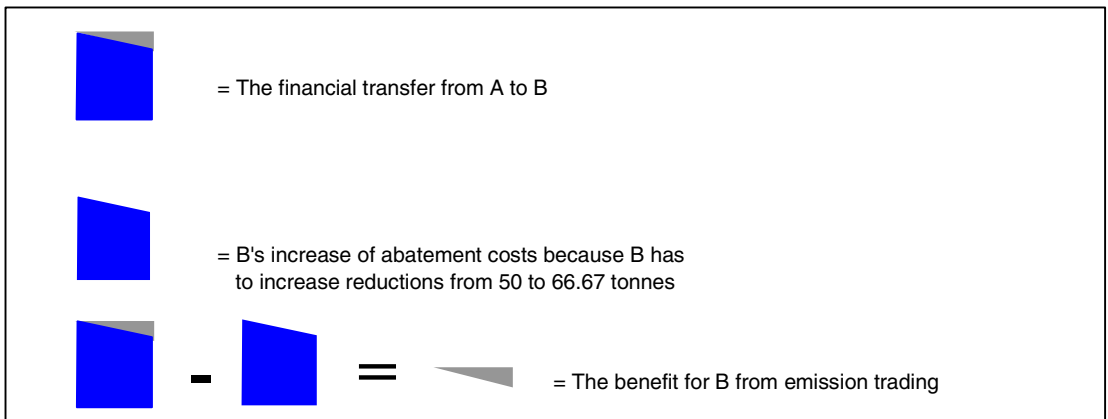 = The financial transfer from A to B
= B's increase of abatement costs because B has
to increase reductions from 50 to 66.67 tonnes
- = = The benefit for B from emission trading